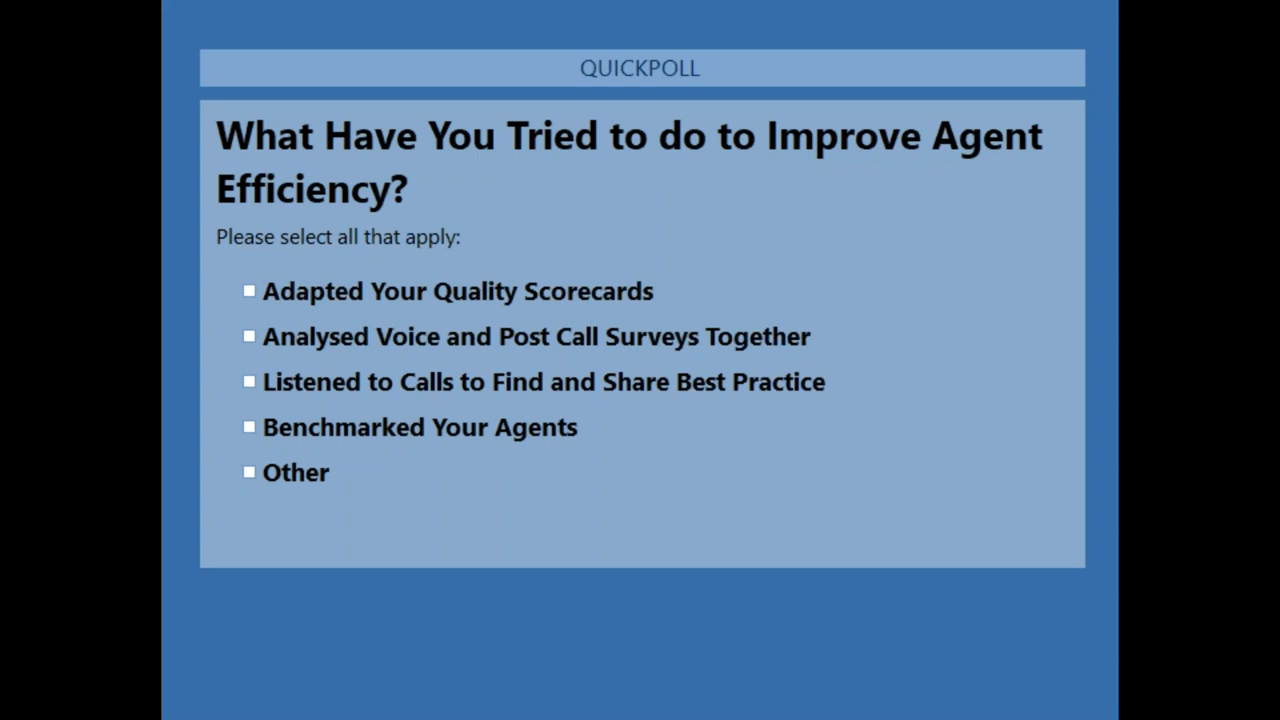 QUICKPOLL
What Have You Tried to do to Improve Agent
Efficiency?
Please select all that apply:
Adapted Your Quality Scorecards
Analysed Voice and Post Call Surveys Together
Listened to Calls to Find and Share Best Practice
Benchmarked Your Agents
Other